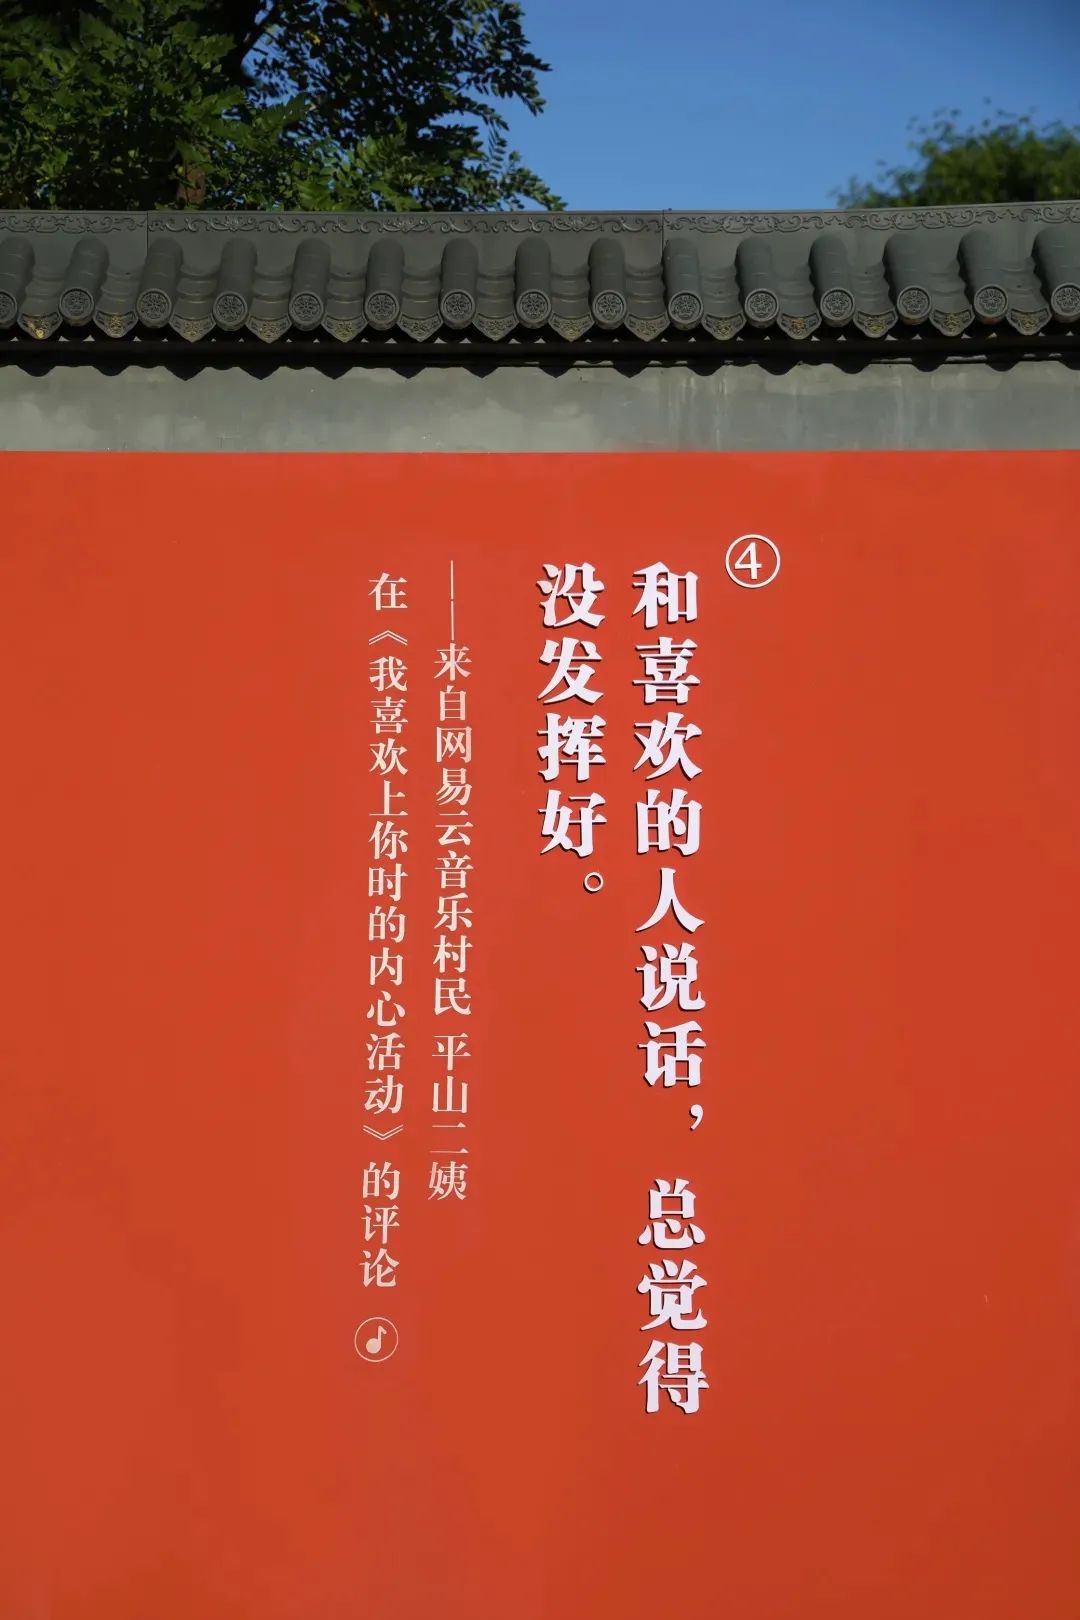 ④
和喜欢的人说话，总觉得
没发挥好。
——来自网易云音乐村民 平山二姨
在《我喜欢上你时的内心活动》的评论